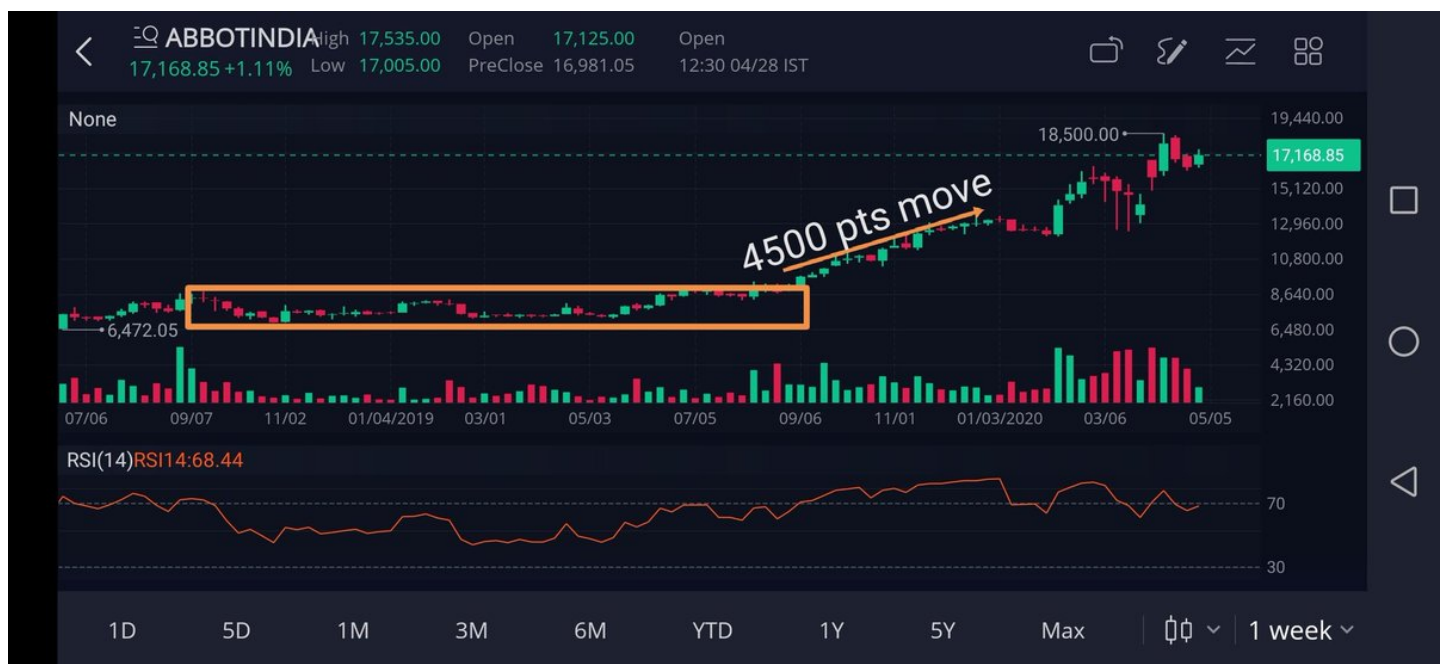 ABBOTINDIA High 17,535.00 Open 17,125.00 Open
17,168.85 +1.11% Low 17,005.00 PreClose 16,981.05 12:30 04/28 IST
None
19,440.00
18,500.00
17,168.85
15,120.00
4500 pts move
12,960.00
10,800.00
8,640.00
6,472.05
6,480.00
4,320.00
2,160.00
07/06 09/07 11/02 01/04/2019 03/01 05/03 07/05 09/06 11/01 01/03/2020 03/06 05/05
RSI(14)RSI14:68.44
70
30
1D 5D 1M 3M 6M YTD 1Y 5Y Max 1 week